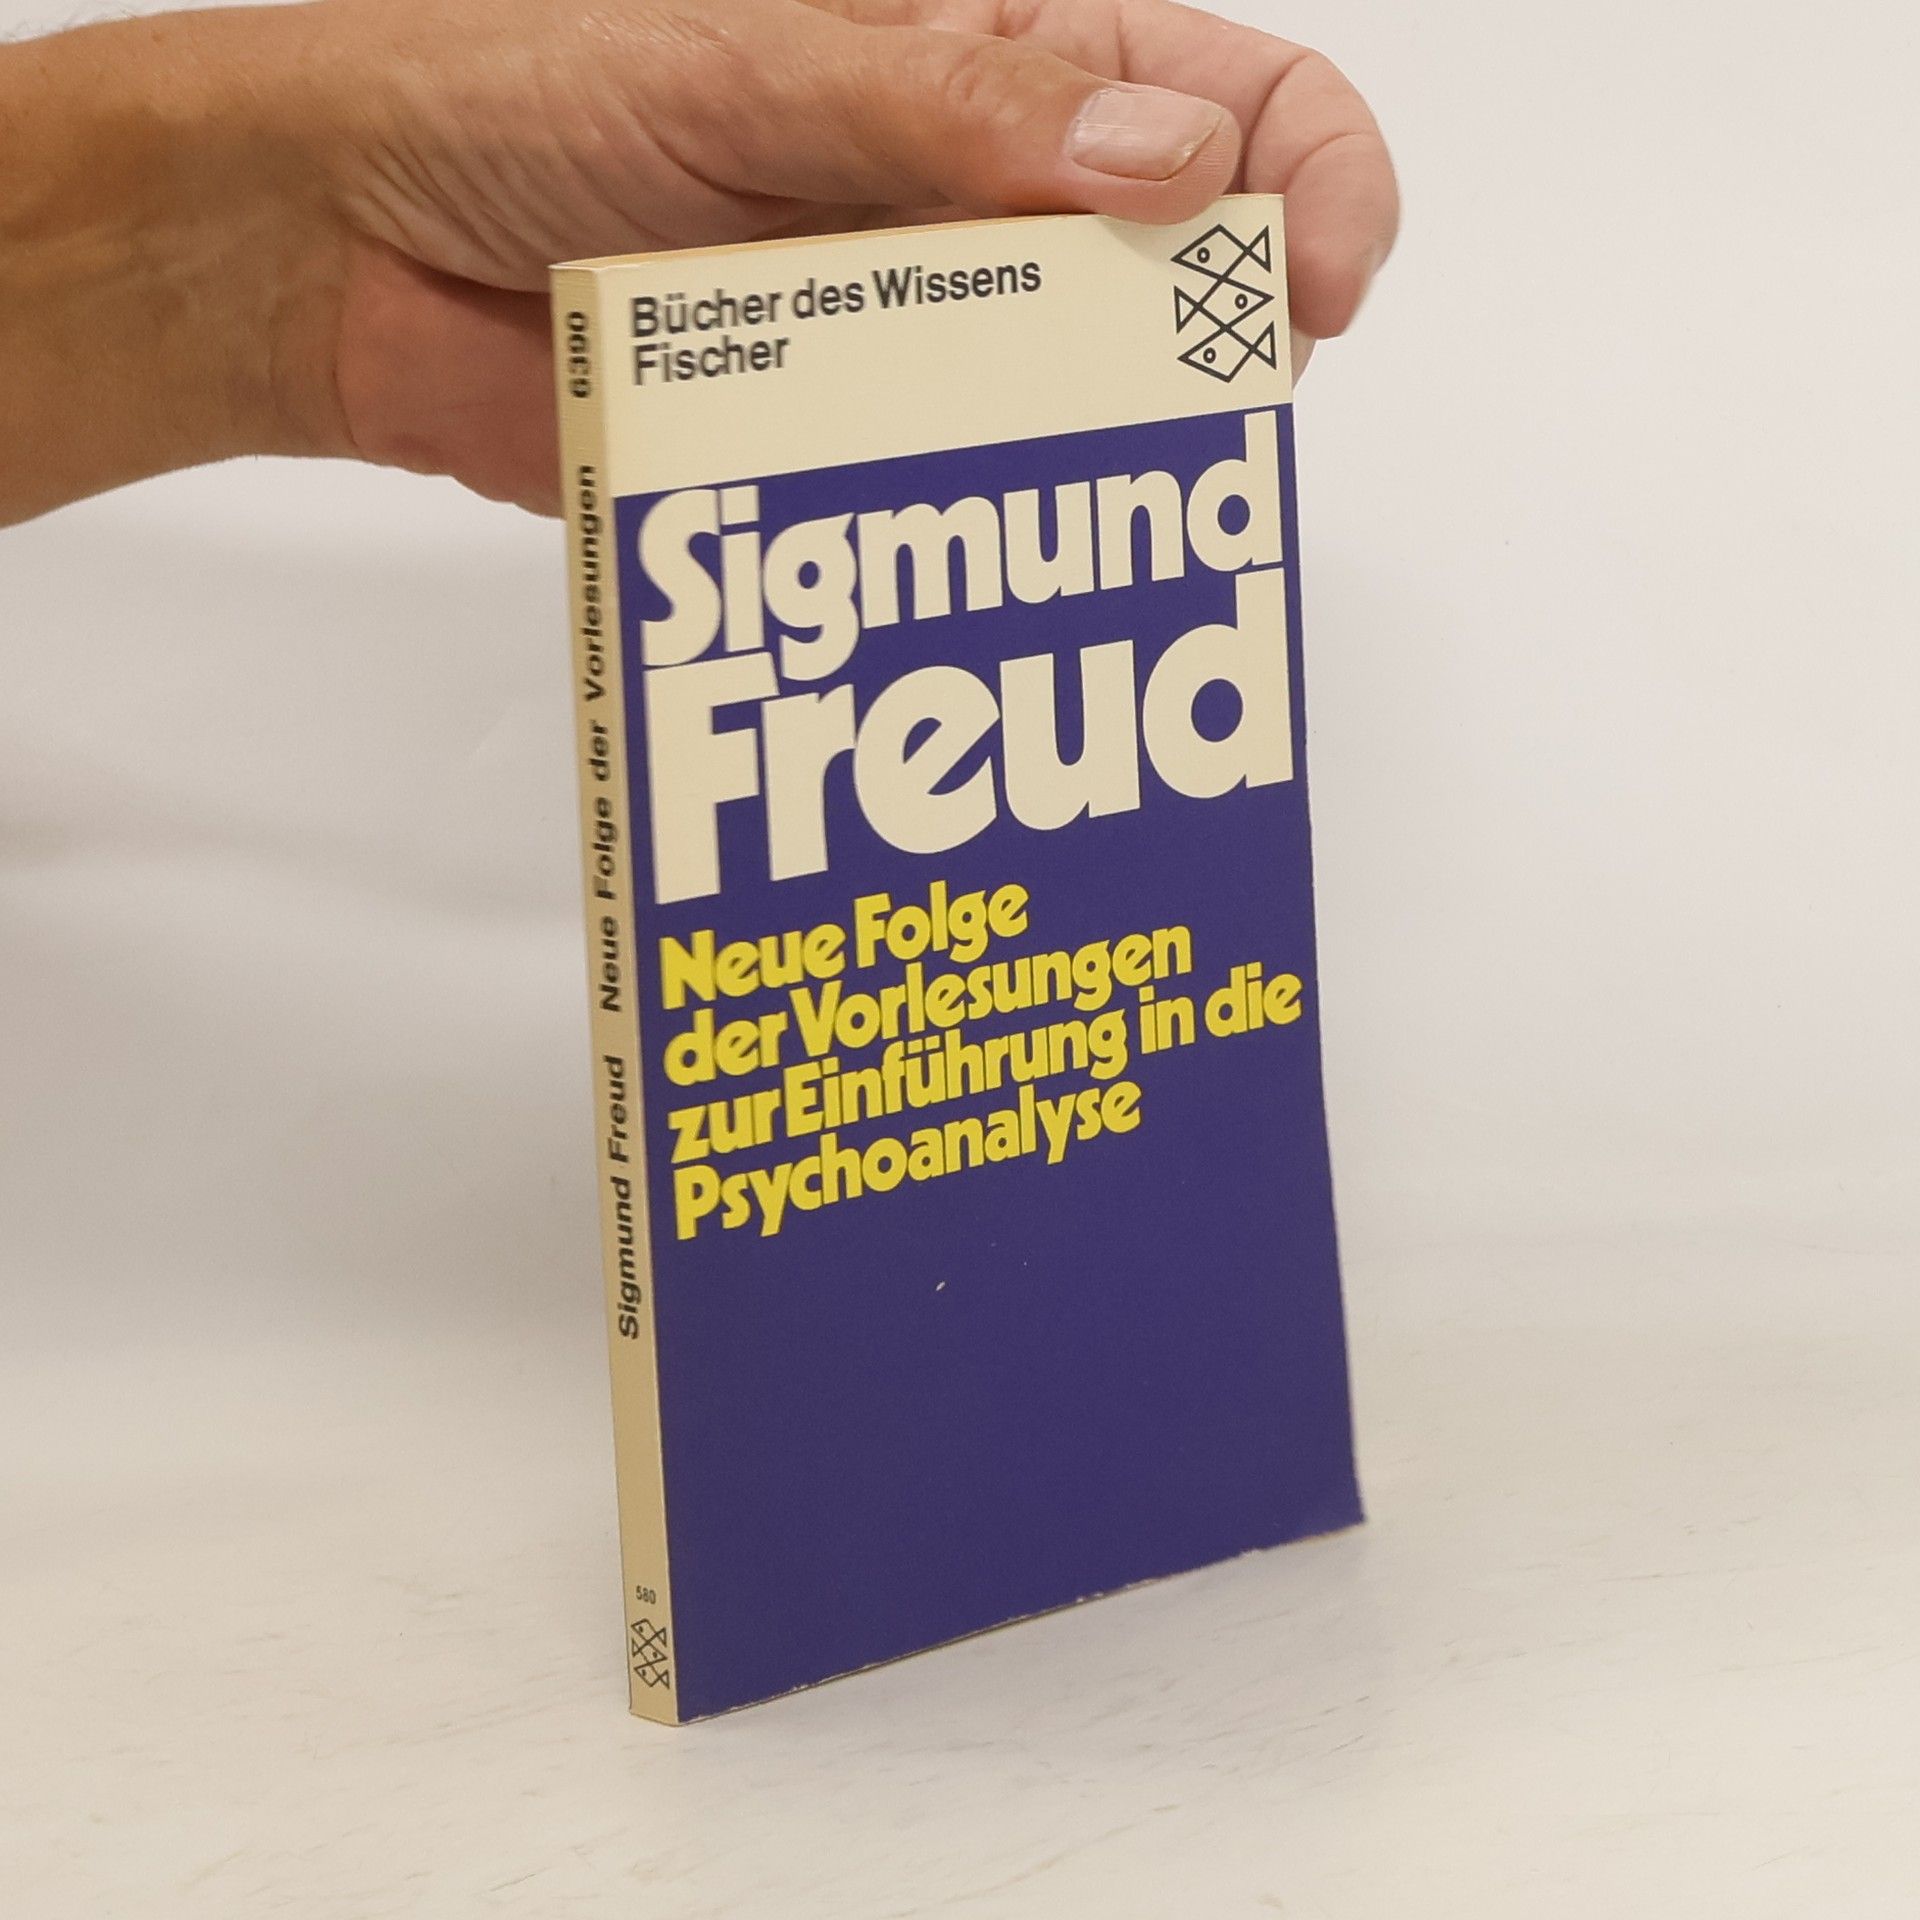 Bücher des Wissens
Fischer
Sigmund
Freud
Neue Folge
der Vorlesungen
zur Einführung in die
Psychoanalyse
Sigmund Freud Neue Folge der Vorlesungen 6390
580